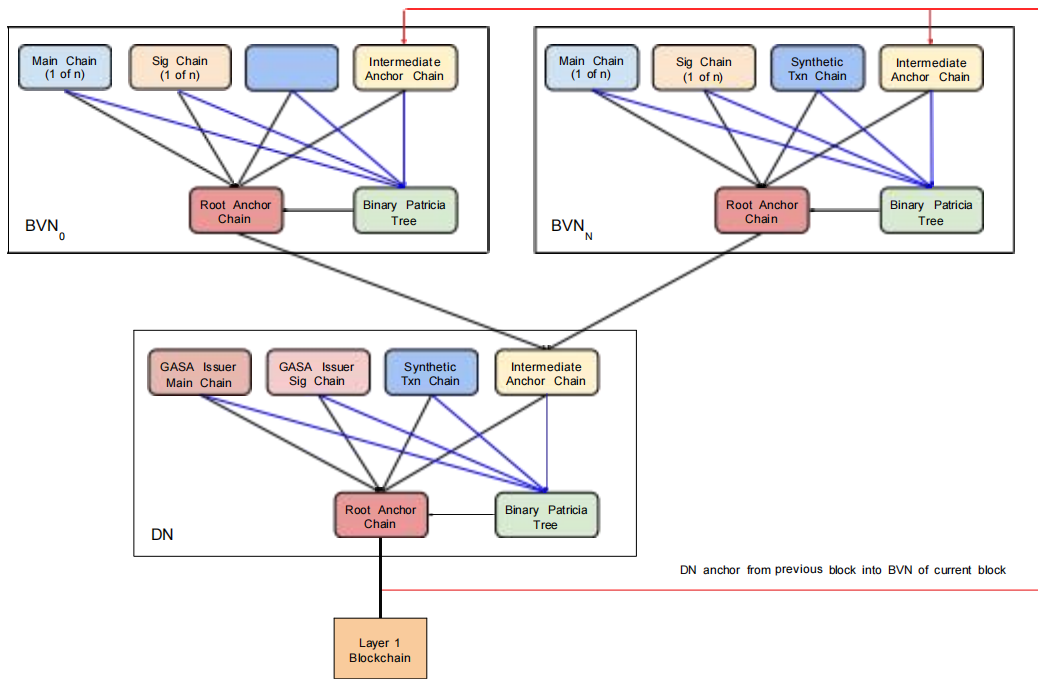 Main Chain
(1 of n)
Sig Chain
(1 of n)
Intermediate
Anchor Chain
Root Anchor
Chain
Binary Patricia
Tree
BVN0
Main Chain
(1 of n)
Sig Chain
(1 of n)
Synthetic
Txn Chain
Intermediate
Anchor Chain
Root Anchor
Chain
Binary Patricia
Tree
BVNN
GASA Issuer
Main Chain
GASA Issuer
Sig Chain
Synthetic
Txn Chain
Intermediate
Anchor Chain
Root Anchor
Chain
Binary Patricia
Tree
DN
DN anchor from previous block into BVN of current block
Layer 1
Blockchain